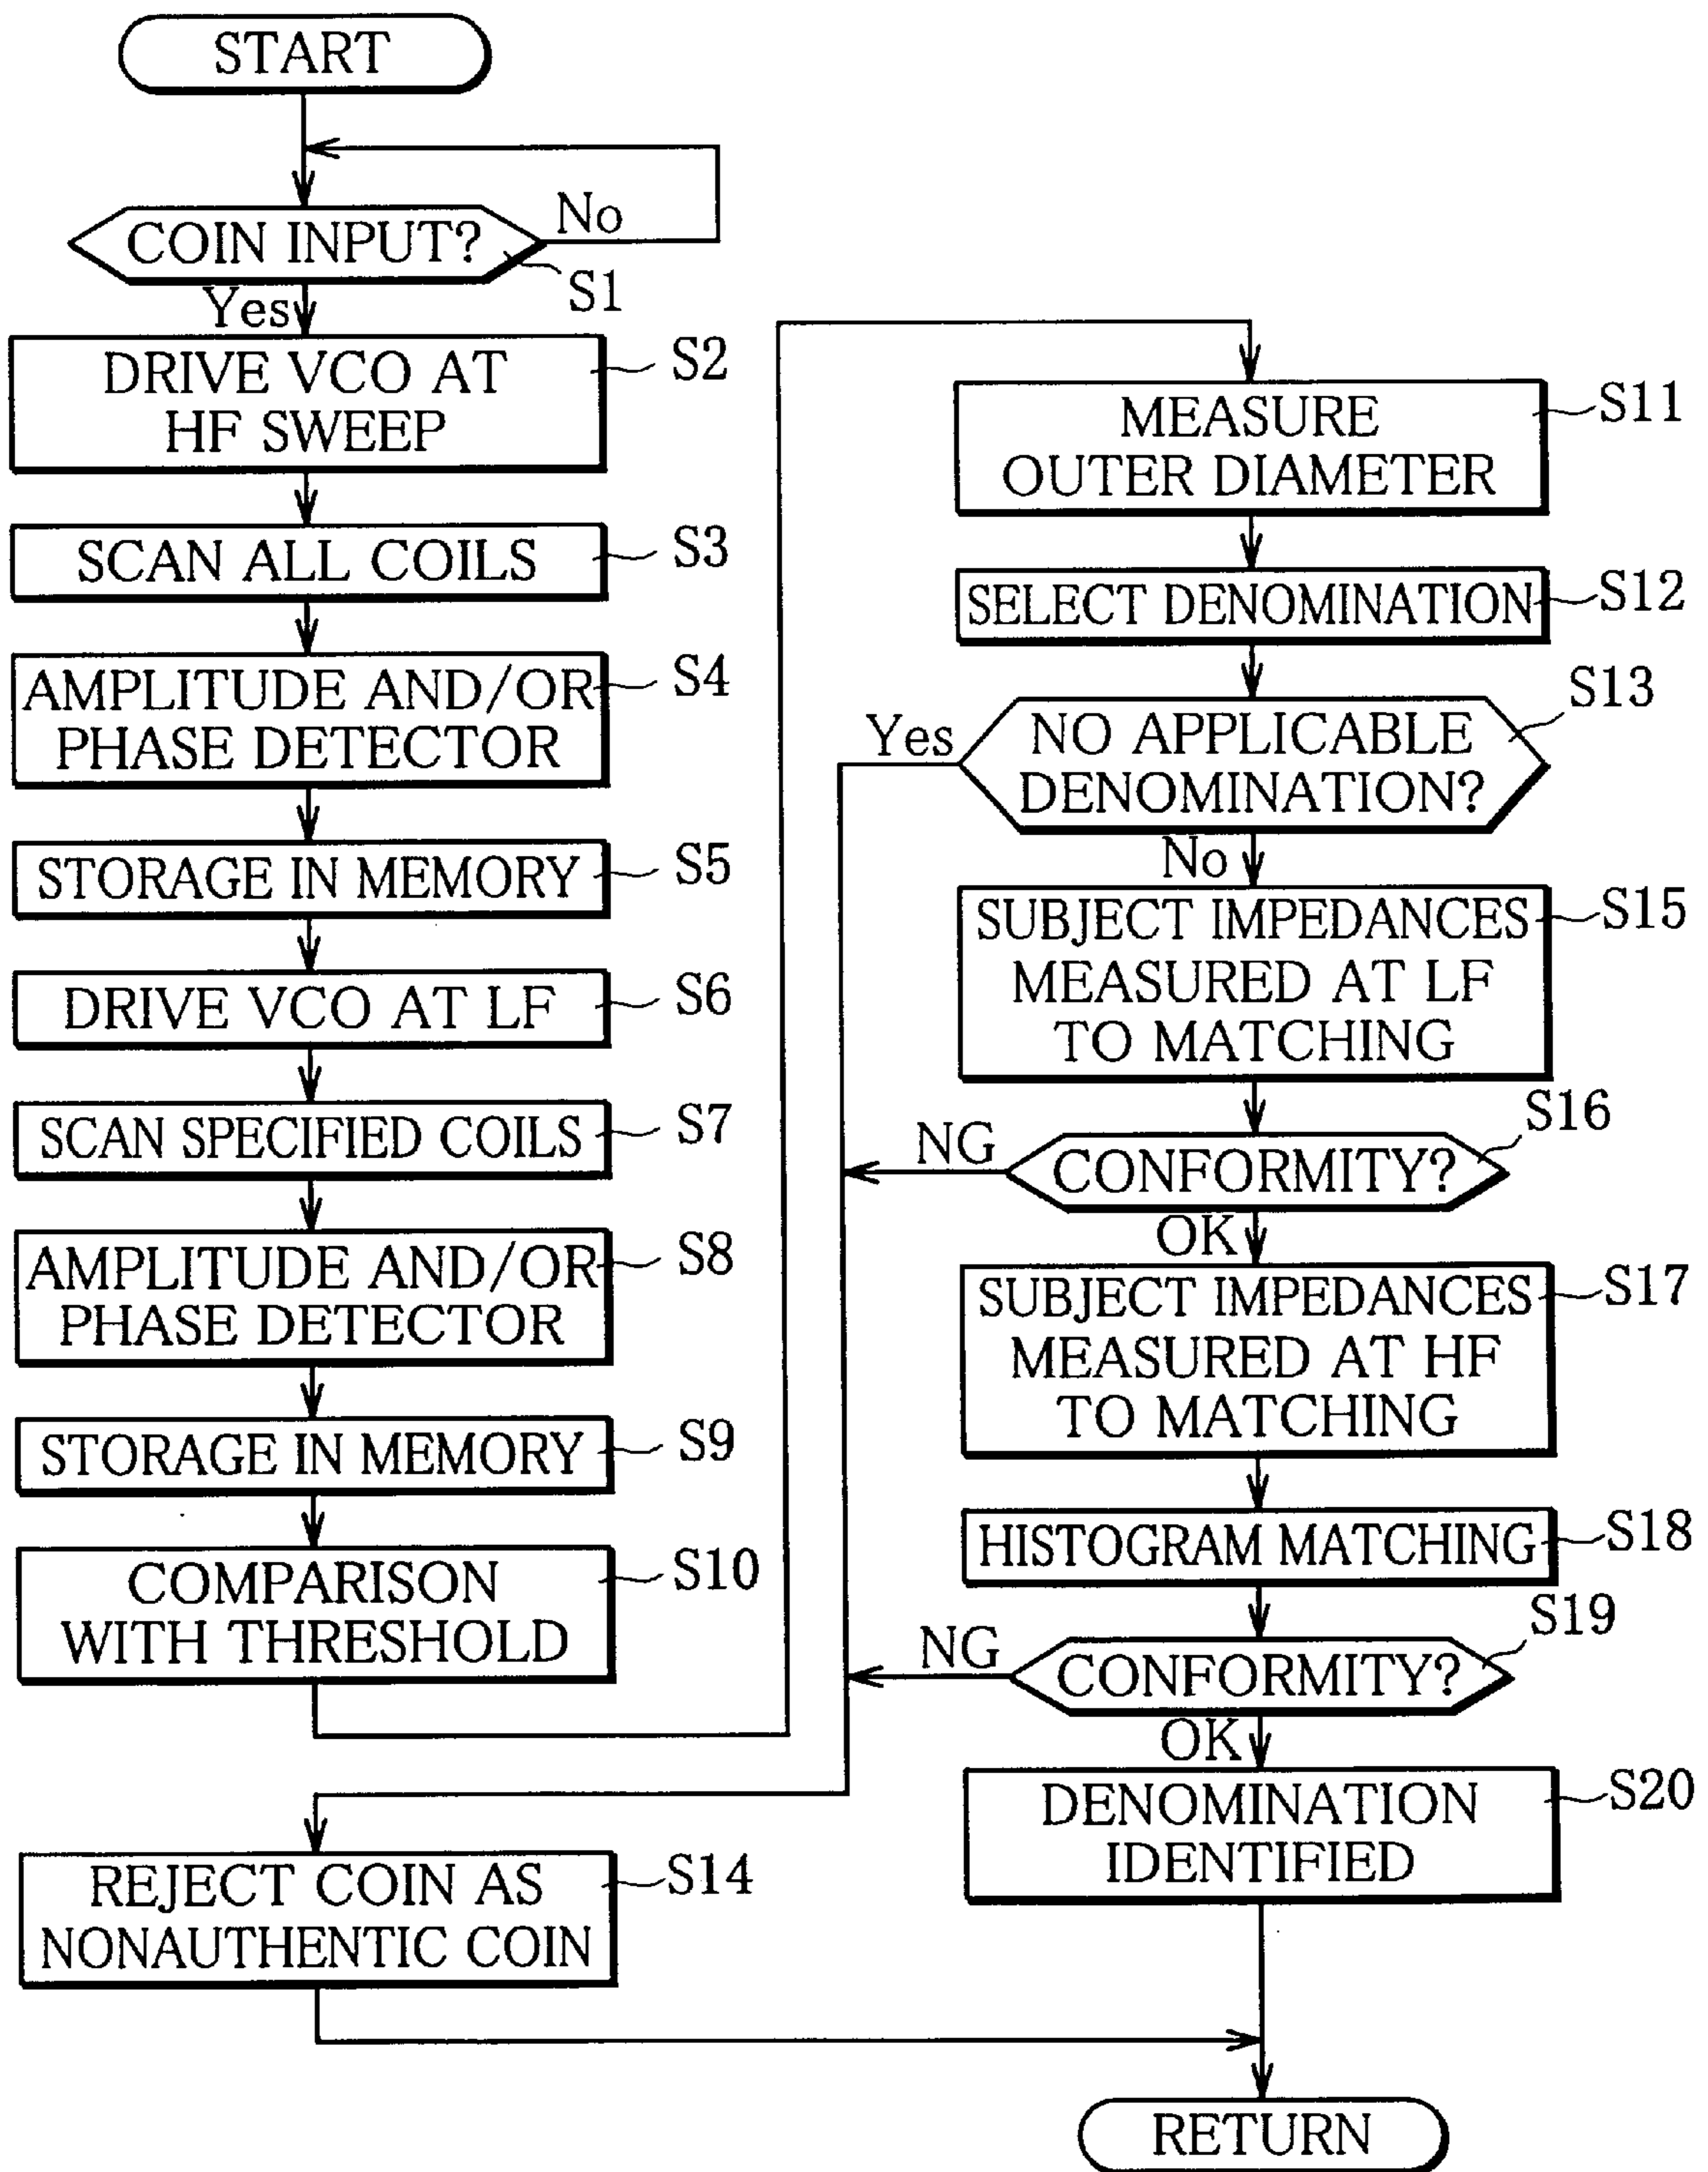 START
COIN INPUT?
No
S1
Yes
DRIVE VCO AT
HF SWEEP
S2
SCAN ALL COILS
S3
AMPLITUDE AND/OR
PHASE DETECTOR
S4
STORAGE IN MEMORY
S5
DRIVE VCO AT LF
S6
SCAN SPECIFIED COILS
S7
AMPLITUDE AND/OR
PHASE DETECTOR
S8
STORAGE IN MEMORY
S9
COMPARISON
WITH THRESHOLD
S10
MEASURE
OUTER DIAMETER
S11
SELECT DENOMINATION
S12
NO APPLICABLE
DENOMINATION?
S13
Yes
No
REJECT COIN AS
NONAUTHENTIC COIN
S14
SUBJECT IMPEDANCES
MEASURED AT LF
TO MATCHING
S15
CONFORMITY?
S16
NG
OK
SUBJECT IMPEDANCES
MEASURED AT HF
TO MATCHING
S17
HISTOGRAM MATCHING
S18
CONFORMITY?
S19
NG
OK
DENOMINATION
IDENTIFIED
S20
RETURN